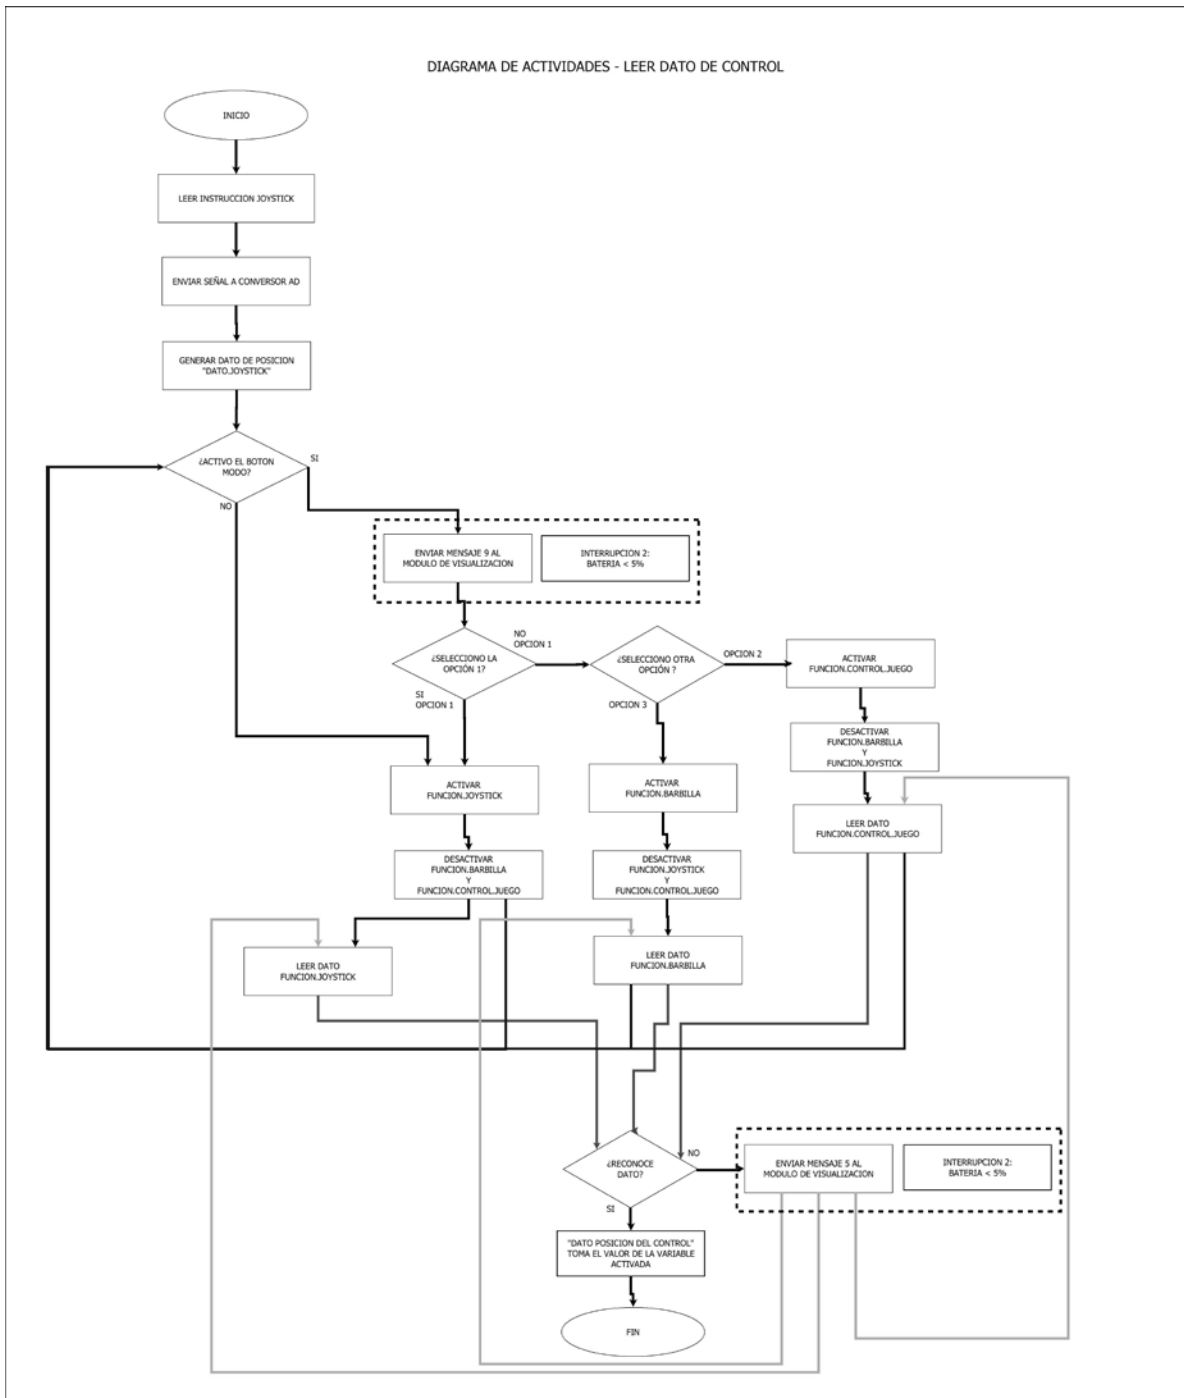 DIAGRAMA DE ACTIVIDADES - LEER DATO DE CONTROL
INICIO
LEER INSTRUCCION JOYSTICK
ENVIAR SEÑAL A CONVERSOR AD
GENERAR DATO DE POSICION
"DATO.JOYSTICK"
¿ACTIVO EL BOTON
MODO?
SI
NO
ENVIAR MENSAJE 9 AL
MODULO DE VISUALIZACION
INTERRUPCION 2:
BATERIA < 5%
¿SELECCIONO LA
OPCIÓN 1?
NO
OPCION 1
SI
OPCION 1
¿SELECCIONO OTRA
OPCIÓN ?
OPCION 2
OPCION 3
ACTIVAR
FUNCION.CONTROL.JUEGO
DESACTIVAR
FUNCION.BARBILLA
Y
FUNCION.JOYSTICK
LEER DATO
FUNCION.CONTROL.JUEGO
ACTIVAR
FUNCION.JOYSTICK
ACTIVAR
FUNCION.BARBILLA
DESACTIVAR
FUNCION.BARBILLA
Y
FUNCION.CONTROL.JUEGO
DESACTIVAR
FUNCION.JOYSTICK
Y
FUNCION.CONTROL.JUEGO
LEER DATO
FUNCION.JOYSTICK
LEER DATO
FUNCION.BARBILLA
¿RECONOCE
DATO?
NO
SI
ENVIAR MENSAJE 5 AL
MODULO DE VISUALIZACION
INTERRUPCION 2:
BATERIA < 5%
"DATO POSICION DEL CONTROL"
TOMA EL VALOR DE LA VARIABLE
ACTIVADA
FIN